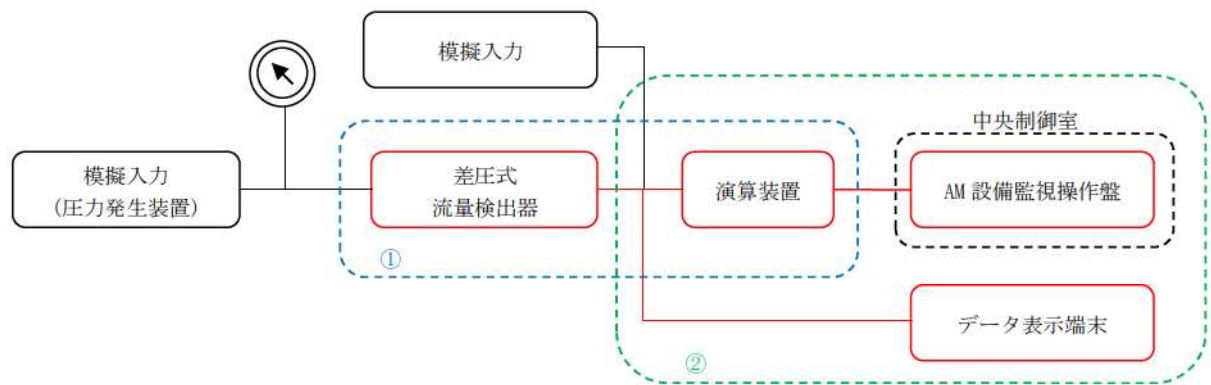 模擬入力
中央制御室
模擬入力
(圧力発生装置)
差圧式
流量検出器
演算装置
AM 設備監視操作盤
①
データ表示端末
②